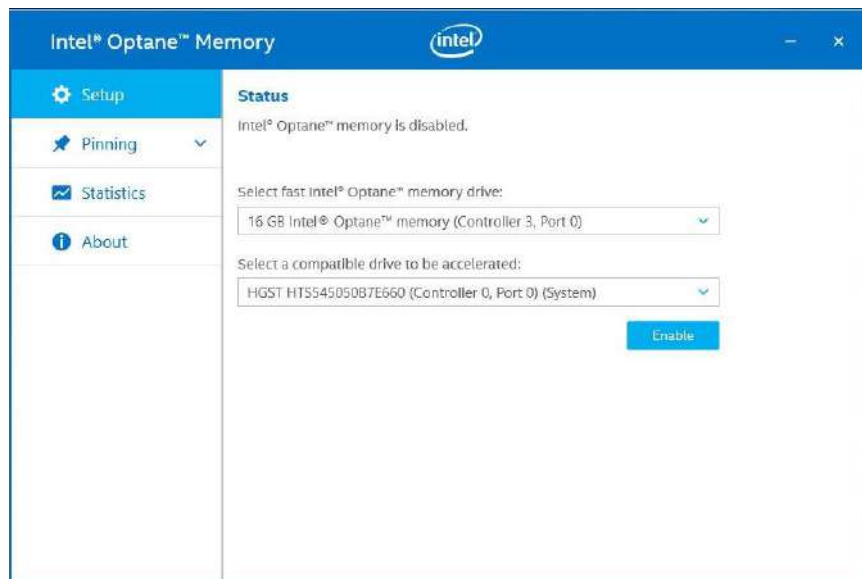 Intel® Optane™ Memory
intel
Setup
Pinning
Statistics
About
Status
Intel® Optane™ memory is disabled.
Select fast Intel® Optane™ memory drive:
16 GB Intel® Optane™ memory (Controller 3, Port 0)
Select a compatible drive to be accelerated:
HGST HTS545050B7E660 (Controller 0, Port 0) (System)
Enable